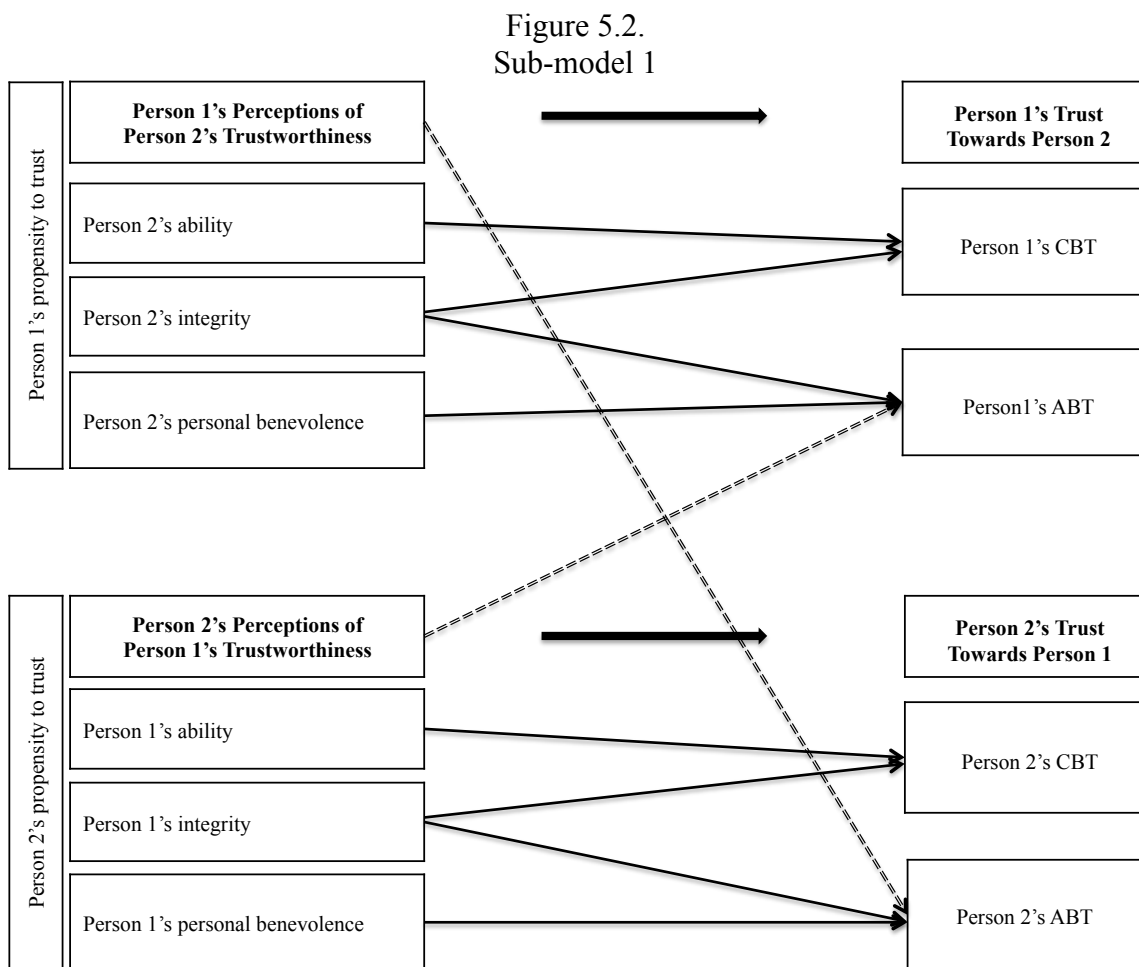 Figure 5.2.
Sub-model 1
Person 1’s propensity to trust
Person 1’s Perceptions of
Person 2’s Trustworthiness
Person 1’s Trust
Towards Person 2
Person 2’s ability
Person 1’s CBT
Person 2’s integrity
Person 2’s personal benevolence
Person1’s ABT
Person 2’s propensity to trust
Person 2’s Perceptions of
Person 1’s Trustworthiness
Person 2’s Trust
Towards Person 1
Person 1’s ability
Person 2’s CBT
Person 1’s integrity
Person 1’s personal benevolence
Person 2’s ABT